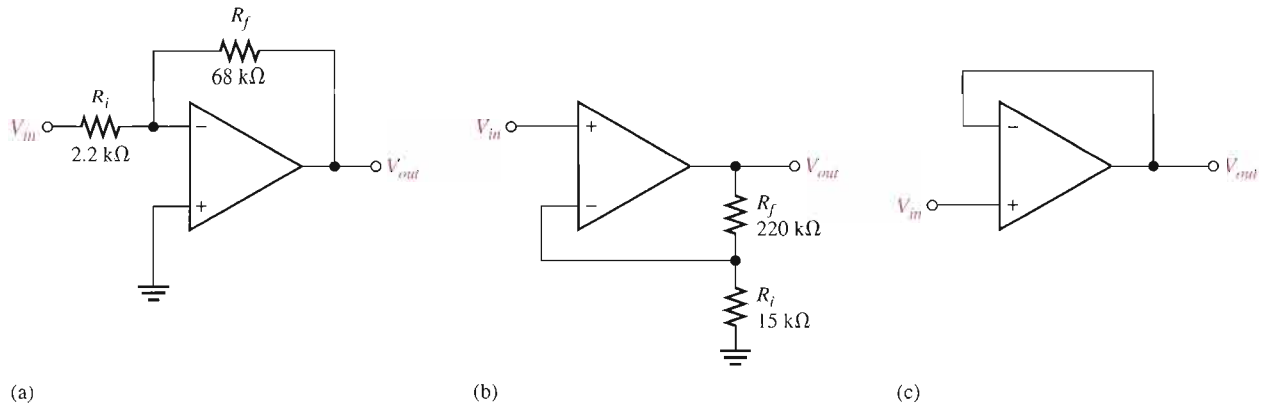 R_f
68 kΩ
R_i
V_in
2.2 kΩ
−
+
V_out
V_in
+
−
V_out
R_f
220 kΩ
R_i
15 kΩ
−
V_in
+
V_out
(a)
(b)
(c)